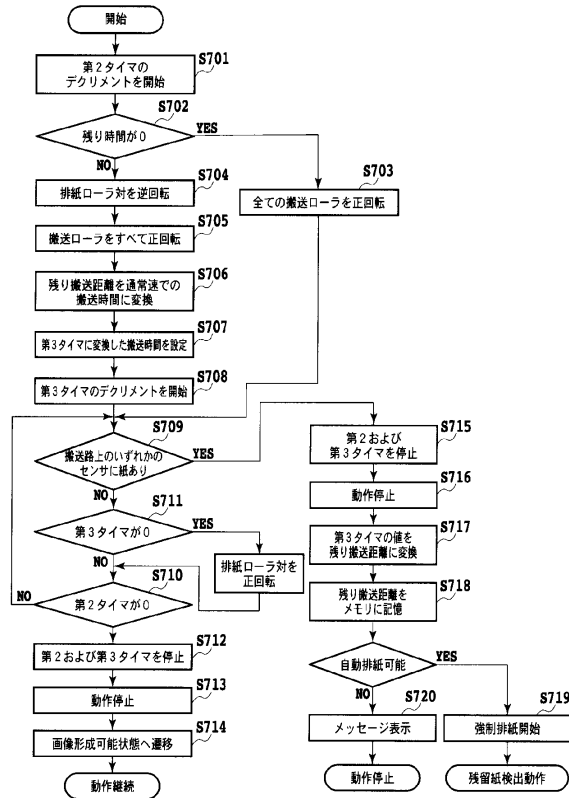 開始
S701
第2タイマの
デクリメントを開始
S702
残り時間が0
YES
NO
S703
全ての搬送ローラを正回転
S704
排紙ローラ対を逆回転
S705
搬送ローラをすべて正回転
S706
残り搬送距離を通常速での
搬送時間に変換
S707
第3タイマに変換した搬送時間を設定
S708
第3タイマのデクリメントを開始
S709
搬送路上のいずれかの
センサに紙あり
YES
NO
S711
第3タイマが0
YES
NO
排紙ローラ対を
正回転
S710
第2タイマが0
NO
YES
S712
第2および第3タイマを停止
S713
動作停止
S714
画像形成可能状態へ遷移
動作継続
S715
第2および
第3タイマを停止
S716
動作停止
S717
第3タイマの値を
残り搬送距離に変換
S718
残り搬送距離を
メモリに記憶
自動排紙可能
YES
NO
S720
メッセージ表示
動作停止
S719
強制排紙開始
残留紙検出動作